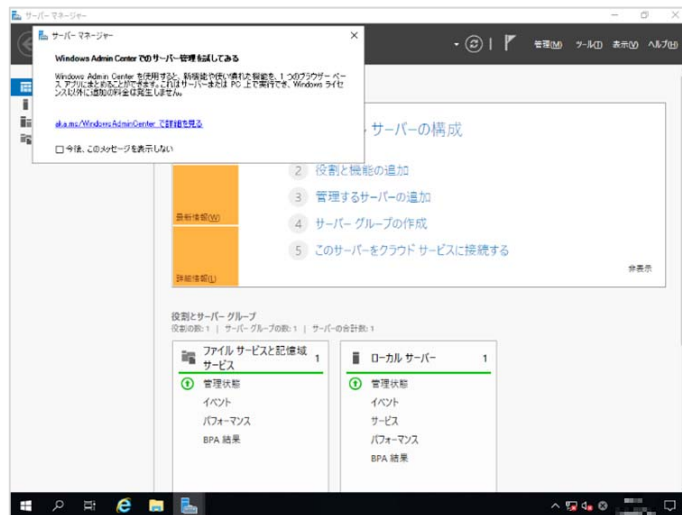 サーバー マネージャー
サーバー マネージャー
Windows Admin Center でのサーバー管理を試してみる
Windows Admin Center を使用すると、新機能や使い慣れた機能を、1 つのブラウザー ベー
ス アプリにまとめることができます。これはサーバーまたは PC 上で実行でき、Windows ライセ
ンス以外に追加の料金は発生しません。
aka.ms/WindowsAdminCenter で詳細を見る
今後、このメッセージを表示しない
管理(M) ツール(T) 表示(V) ヘルプ(H)
サーバーの構成
2 役割と機能の追加
3 管理するサーバーの追加
最新情報(W)
4 サーバー グループの作成
5 このサーバーをクラウド サービスに接続する
非表示
詳細情報(L)
役割とサーバー グループ
役割の数: 1 | サーバー グループの数: 1 | サーバーの合計数: 1
ファイル サービスと記憶域
サービス
1
管理状態
イベント
パフォーマンス
BPA 結果
ローカル サーバー 1
管理状態
イベント
サービス
パフォーマンス
BPA 結果